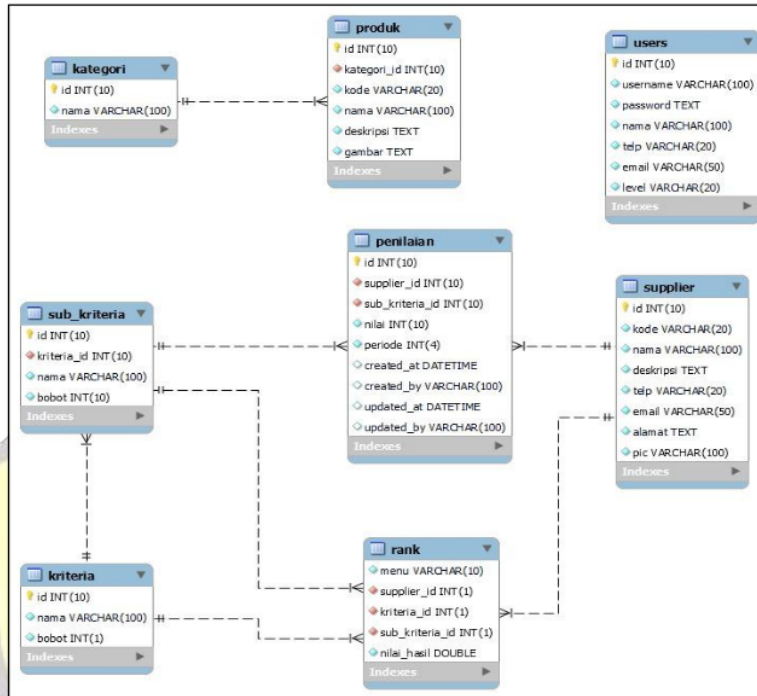 kategori
id INT(10)
nama VARCHAR(100)
Indexes
produk
id INT(10)
kategori_id INT(10)
kode VARCHAR(20)
nama VARCHAR(100)
deskripsi TEXT
gambar TEXT
Indexes
users
id INT(10)
username VARCHAR(100)
password TEXT
nama VARCHAR(100)
telp VARCHAR(20)
email VARCHAR(50)
level VARCHAR(20)
Indexes
penilaian
id INT(10)
supplier_id INT(10)
sub_kriteria_id INT(10)
nilai INT(10)
periode INT(4)
created_at DATETIME
created_by VARCHAR(100)
updated_at DATETIME
updated_by VARCHAR(100)
Indexes
sub_kriteria
id INT(10)
kriteria_id INT(10)
nama VARCHAR(100)
bobot INT(10)
Indexes
supplier
id INT(10)
kode VARCHAR(20)
nama VARCHAR(100)
deskripsi TEXT
telp VARCHAR(20)
email VARCHAR(50)
alamat TEXT
pic VARCHAR(100)
Indexes
kriteria
id INT(10)
nama VARCHAR(100)
bobot INT(1)
Indexes
rank
menu VARCHAR(10)
supplier_id INT(1)
kriteria_id INT(1)
sub_kriteria_id INT(1)
nilai_hasil DOUBLE
Indexes